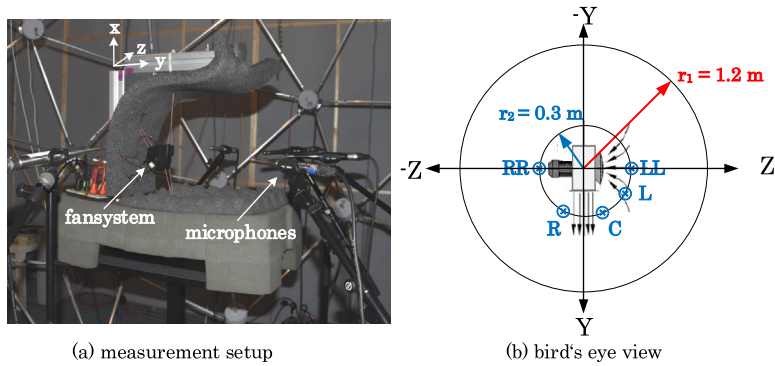 x
z
y
fansystem
microphones
(a) measurement setup
-Y
r₁ = 1.2 m
r₂ = 0.3 m
-Z
RR
LL
Z
L
R
C
Y
(b) bird's eye view